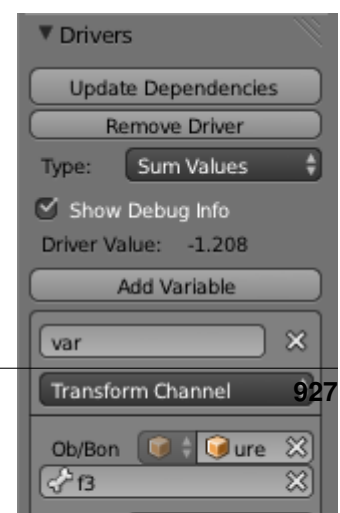 Drivers
Update Dependencies
Remove Driver
Type: Sum Values
Show Debug Info
Driver Value: -1.208
Add Variable
var
Transform Channel 927
Ob/Bon ure
f3